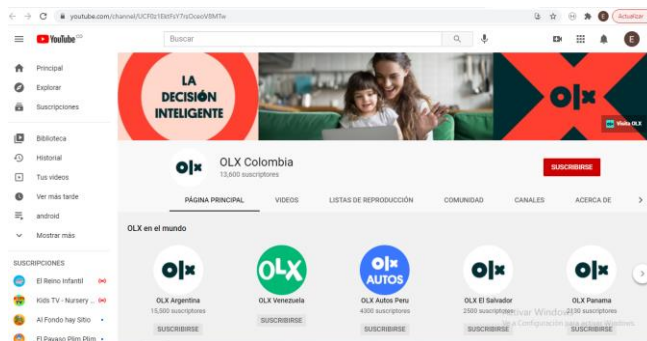 YouTube CO
Buscar
Actualizar
E
Principal
Explorar
Suscripciones
Biblioteca
Historial
Tus videos
Ver más tarde
android
Mostrar más
SUSCRIPCIONES
El Reino Infantil
Kids TV - Nursery ...
Al Fondo hay Sitio
El Payaso Plim Plim
LA
DECISIÓN
INTELIGENTE
olx
Visita OLX
olx
OLX Colombia
13,600 suscriptores
SUSCRIBIRSE
PÁGINA PRINCIPAL VIDEOS LISTAS DE REPRODUCCIÓN COMUNIDAD CANALES ACERCA DE
OLX en el mundo
olx OLX olx AUTOS olx olx
OLX Argentina OLX Venezuela OLX Autos Peru OLX El Salvador OLX Panama
15,500 suscriptores 4300 suscriptores 2500 suscriptores 2130 suscriptores
SUSCRIBIRSE SUSCRIBIRSE SUSCRIBIRSE SUSCRIBIRSE SUSCRIBIRSE
Activar Windows
Ve a Configuración para activar Windows.